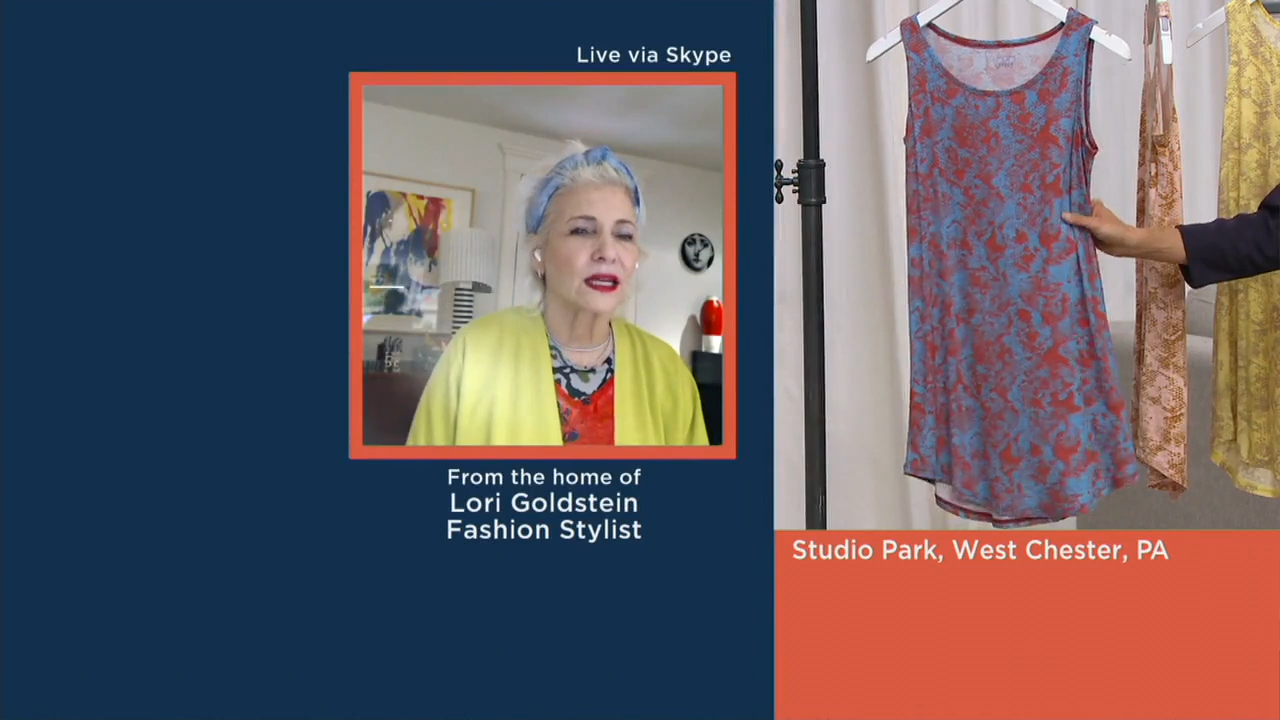 Live via Skype
From the home of
Lori Goldstein
Fashion Stylist
Studio Park, West Chester, PA